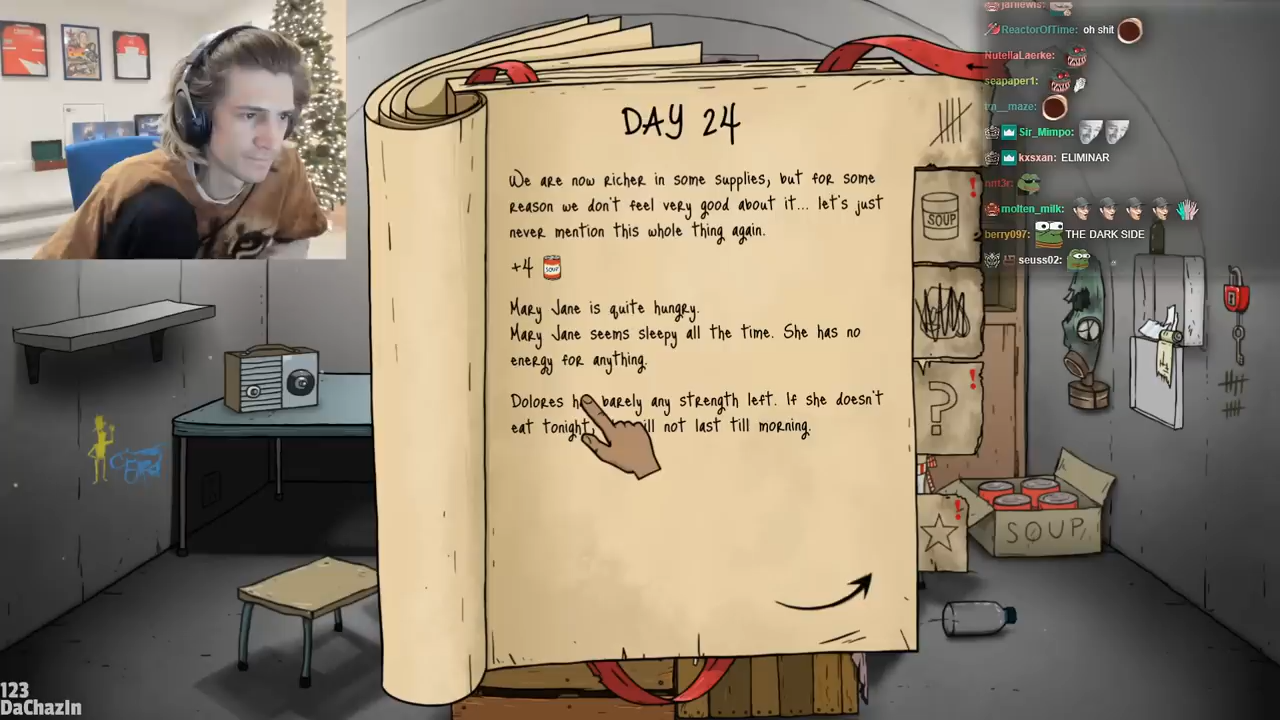 DAY 24
We are now richer in some supplies, but for some
reason we don't feel very good about it... let's just
never mention this whole thing again.
+4
SOUP
Mary Jane is quite hungry.
Mary Jane seems sleepy all the time. She has no
energy for anything.
Dolores barely any strength left. If she doesn't
eat tonight, not last till morning.
SOUP
!
!
?
!
SOUP
ReactorOfTime: oh shit
NutellaLaerke:
seapaper1:
Sir_Mimpo:
kxsxan: ELIMINAR
molten_milk:
berry097: THE DARK SIDE
seuss02:
123
DaChazIn